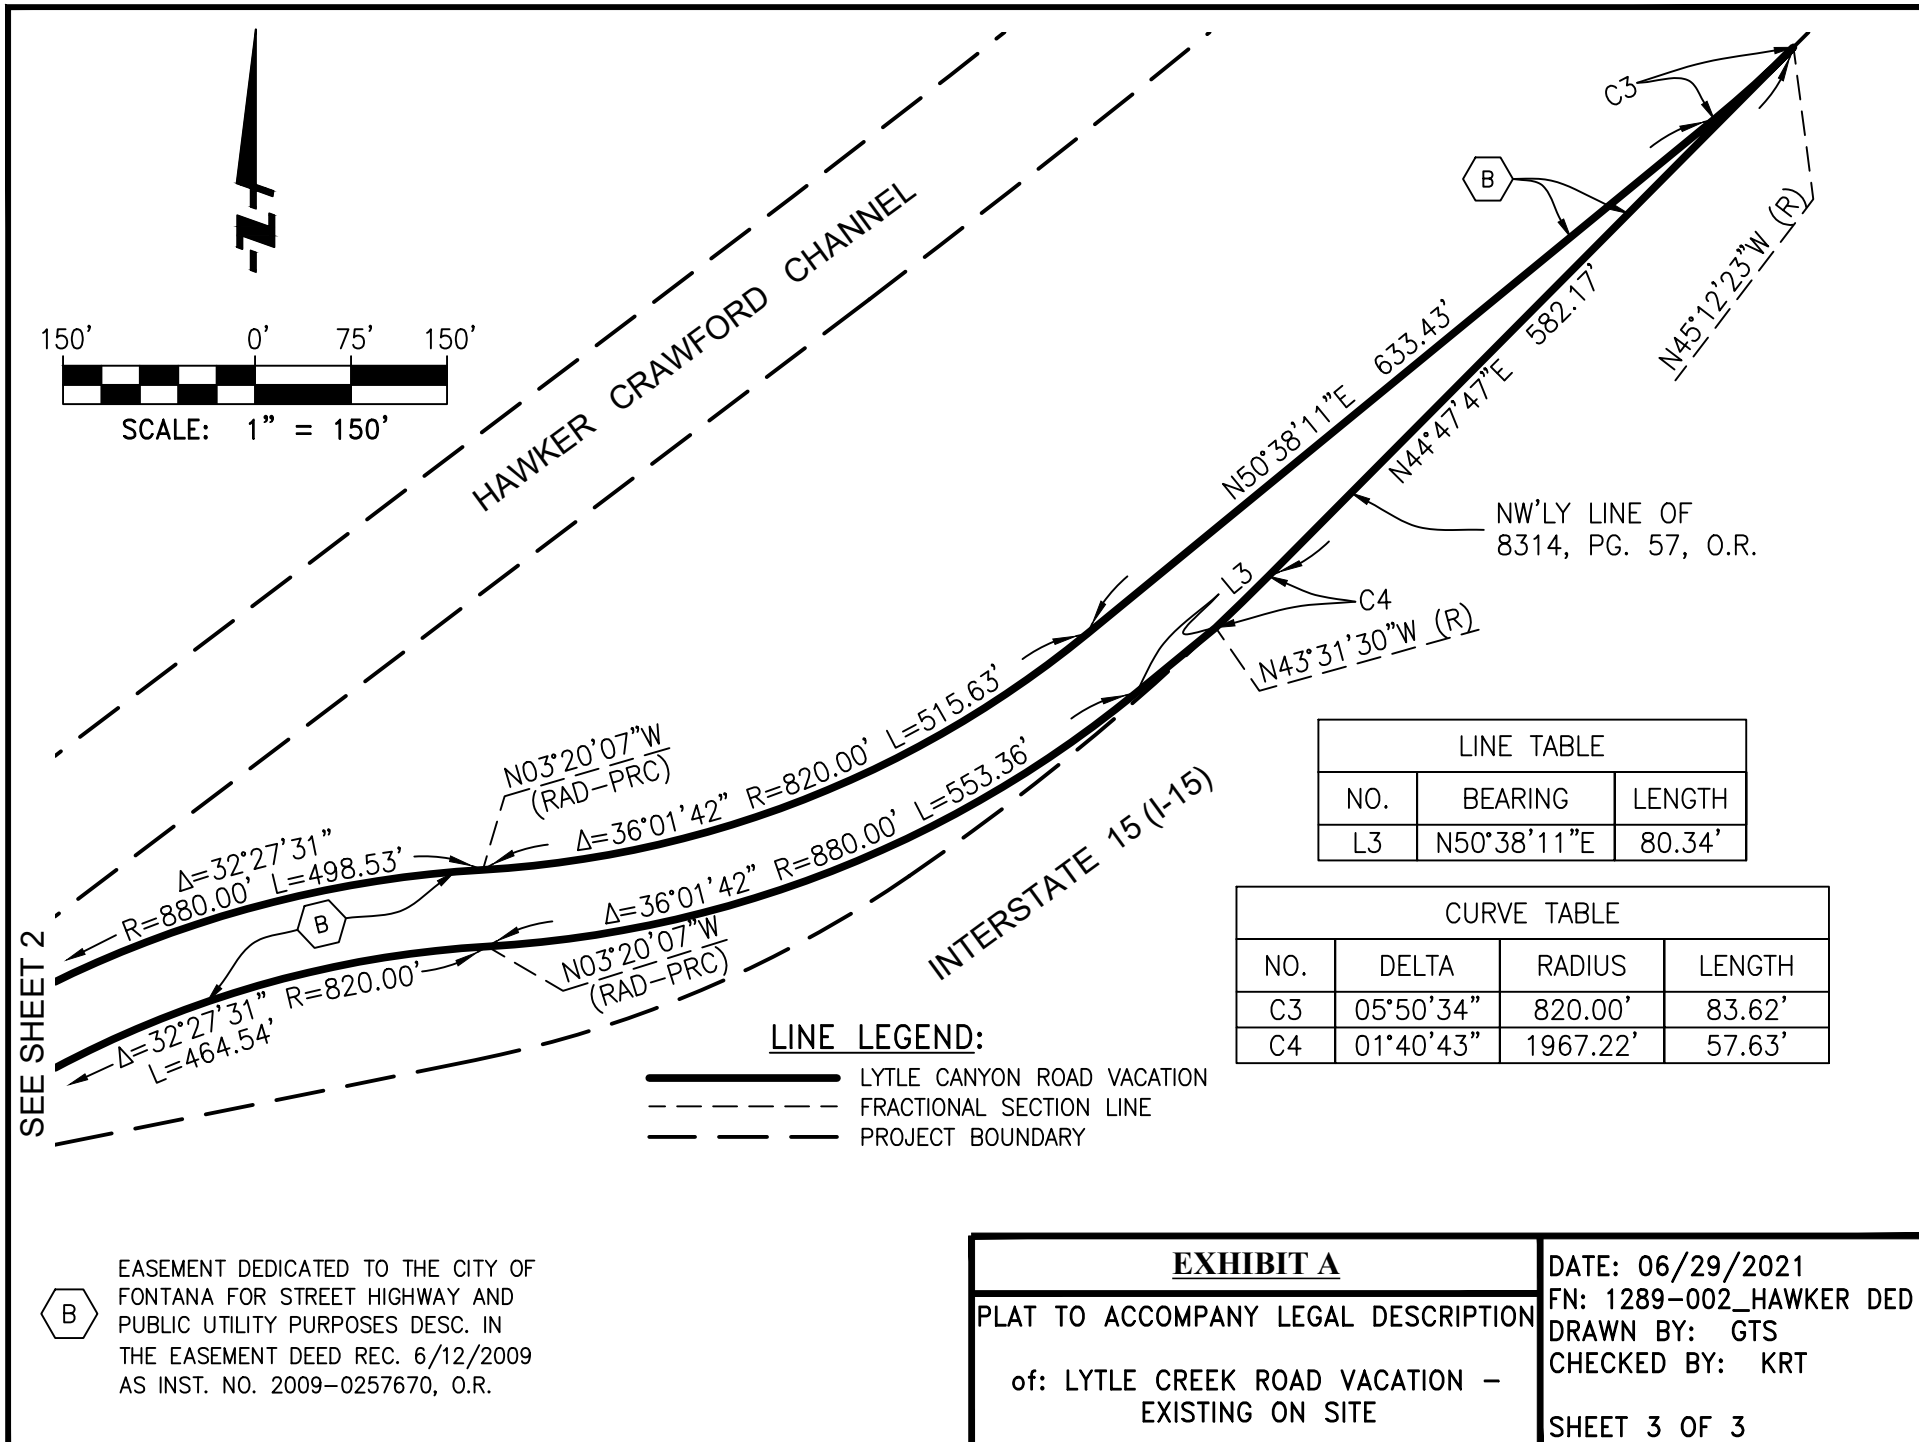 C3
B
N45°12'23"W (R)
150' 0' 75' 150'
SCALE: 1" = 150'
HAWKER CRAWFORD CHANNEL
N50°38'11"E 633.43'
N44°47'47"E 582.17'
NW'LY LINE OF
8314, PG. 57, O.R.
L3
C4
N43°31'30"W (R)
N03°20'07"W
(RAD-PRC)
Δ=36°01'42" R=820.00' L=515.63'
Δ=32°27'31"
R=880.00' L=498.53'
B
Δ=36°01'42" R=880.00' L=553.36'
N03°20'07"W
(RAD-PRC)
Δ=32°27'31" R=820.00'
L=464.54'
INTERSTATE 15 (I-15)
SEE SHEET 2
LINE TABLE
NO. BEARING LENGTH
L3 N50°38'11"E 80.34'
CURVE TABLE
NO. DELTA RADIUS LENGTH
C3 05°50'34" 820.00' 83.62'
C4 01°40'43" 1967.22' 57.63'
LINE LEGEND:
LYTLE CANYON ROAD VACATION
FRACTIONAL SECTION LINE
PROJECT BOUNDARY
B
EASEMENT DEDICATED TO THE CITY OF
FONTANA FOR STREET HIGHWAY AND
PUBLIC UTILITY PURPOSES DESC. IN
THE EASEMENT DEED REC. 6/12/2009
AS INST. NO. 2009-0257670, O.R.
EXHIBIT A
PLAT TO ACCOMPANY LEGAL DESCRIPTION
of: LYTLE CREEK ROAD VACATION -
EXISTING ON SITE
DATE: 06/29/2021
FN: 1289-002_HAWKER DED
DRAWN BY: GTS
CHECKED BY: KRT
SHEET 3 OF 3